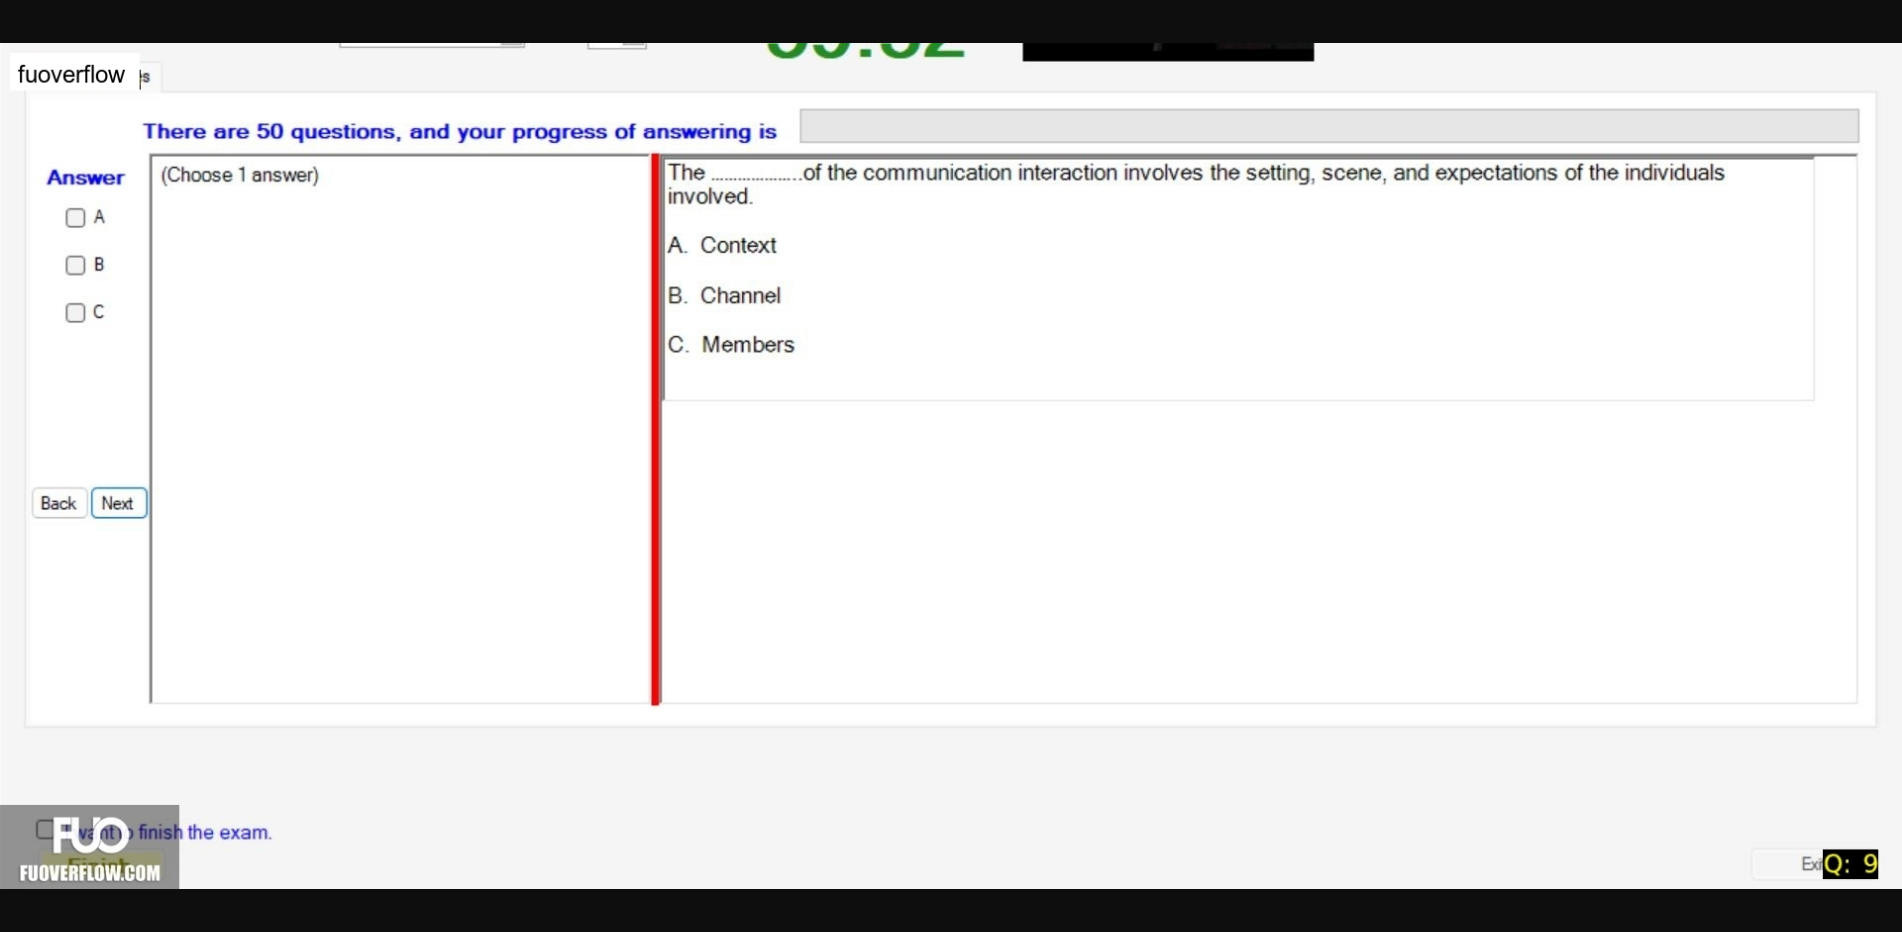 fuoverflow
There are 50 questions, and your progress of answering is
Answer
(Choose 1 answer)
A
B
C
The ....................of the communication interaction involves the setting, scene, and expectations of the individuals
involved.
A. Context
B. Channel
C. Members
Back Next
finish the exam.
FUO
FUOVERFLOW.COM
Q: 9